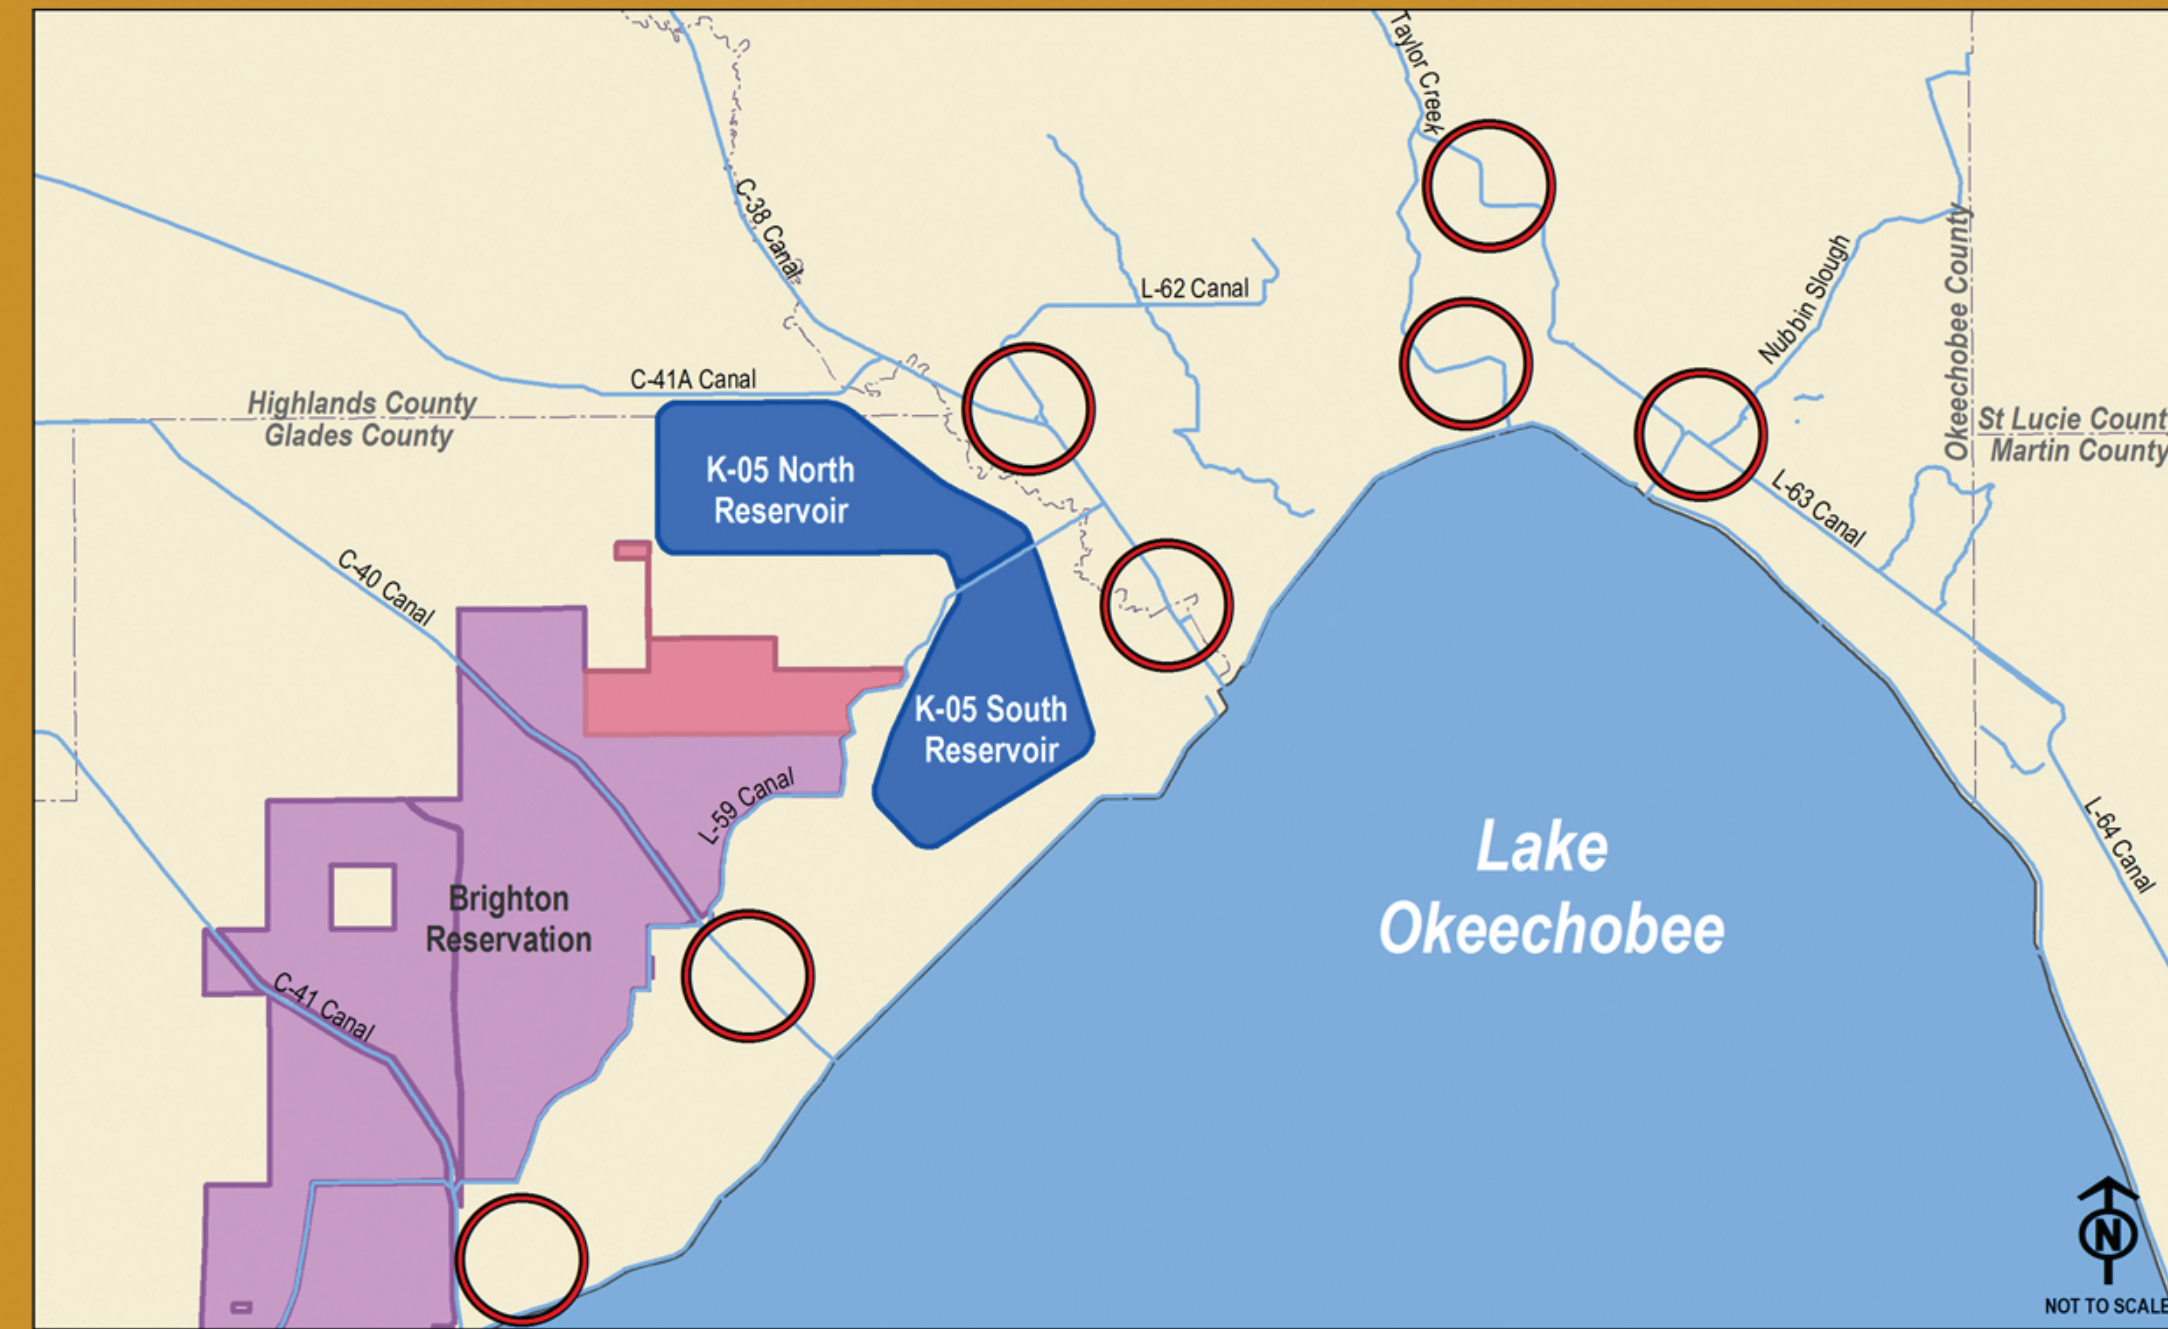 Taylor Creek
C-38 Canal
L-62 Canal
Nubbin Slough
Okeechobee County
C-41A Canal
Highlands County
Glades County
St Lucie Count
Martin County
K-05 North
Reservoir
L-63 Canal
C-40 Canal
K-05 South
Reservoir
L-59 Canal
L-64 Canal
Lake
Okeechobee
Brighton
Reservation
C-41 Canal
N
NOT TO SCALE